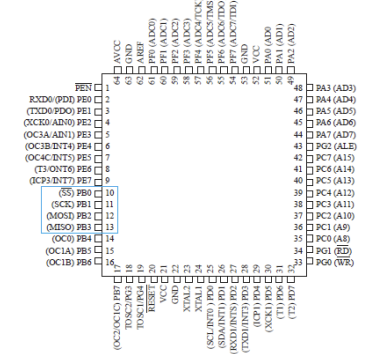 AVCC
GND
AREF
PF0 (ADC0)
PF1 (ADC1)
PF2 (ADC2)
PF3 (ADC3)
PF4 (ADC4/TCK)
PF5 (ADC5/TMS
PF6 (ADC6/TDO
PF7 (ADC7/TDI)
GND
VCC
PA0 (AD0
PA1 (AD1)
PA2 (AD2)
64 63 62 61 60 59 58 57 56 55 54 53 52 51 50 49
PEN 1
RXD0/(PDI) PE0 2
(TXD0/PDO) PE1 3
(XCK0/AIN0) PE2 4
(OC3A/AIN1) PE3 5
(OC3B/INT4) PE4 6
(OC4C/INT5) PE5 7
(T3/ONT6) PE6 8
(ICP3/INT7) PE7 9
(SS) PB0 10
(SCK) PB1 11
(MOSI) PB2 12
(MISO) PB3 13
(OC0) PB4 14
(OC1A) PB5 15
(OC1B) PB6 16
48 PA3 (AD3)
47 PA4 (AD4)
46 PA5 (AD5)
45 PA6 (AD6)
44 PA7 (AD7)
43 PG2 (ALE)
42 PC7 (A15)
41 PC6 (A14)
40 PC5 (A13)
39 PC4 (A12)
38 PC3 (A11)
37 PC2 (A10)
36 PC1 (A9)
35 PC0 (A8)
34 PG1 (RD)
33 PG0 (WR)
17 18 19 20 21 22 23 24 25 26 27 28 29 30 31 32
(OC2/OC1C) PB7
TOSC2/PG3
TOSC1/PG4
RESET
VCC
GND
XTAL2
XTAL1
(SCL/INT0) PD0
(SDA/INT1) PD1
(RXD1/INT3) PD2
(TXD1/INT3) PD3
(ICP1) PD4
(XCK1) PD5
(T1) PD6
(T2) PD7